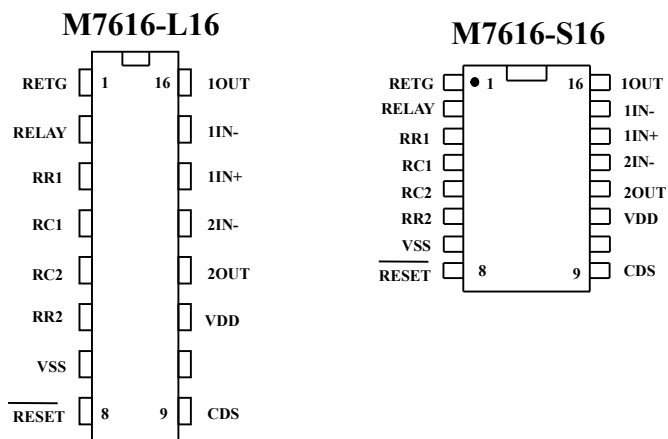 M7616-L16
RETG 1 16 1OUT
RELAY 1IN-
RR1 1IN+
RC1 2IN-
RC2 2OUT
RR2 VDD
VSS
RESET 8 9 CDS
M7616-S16
RETG 1 16 1OUT
RELAY 1IN-
RR1 1IN+
RC1 2IN-
RC2 2OUT
RR2 VDD
VSS
RESET 8 9 CDS